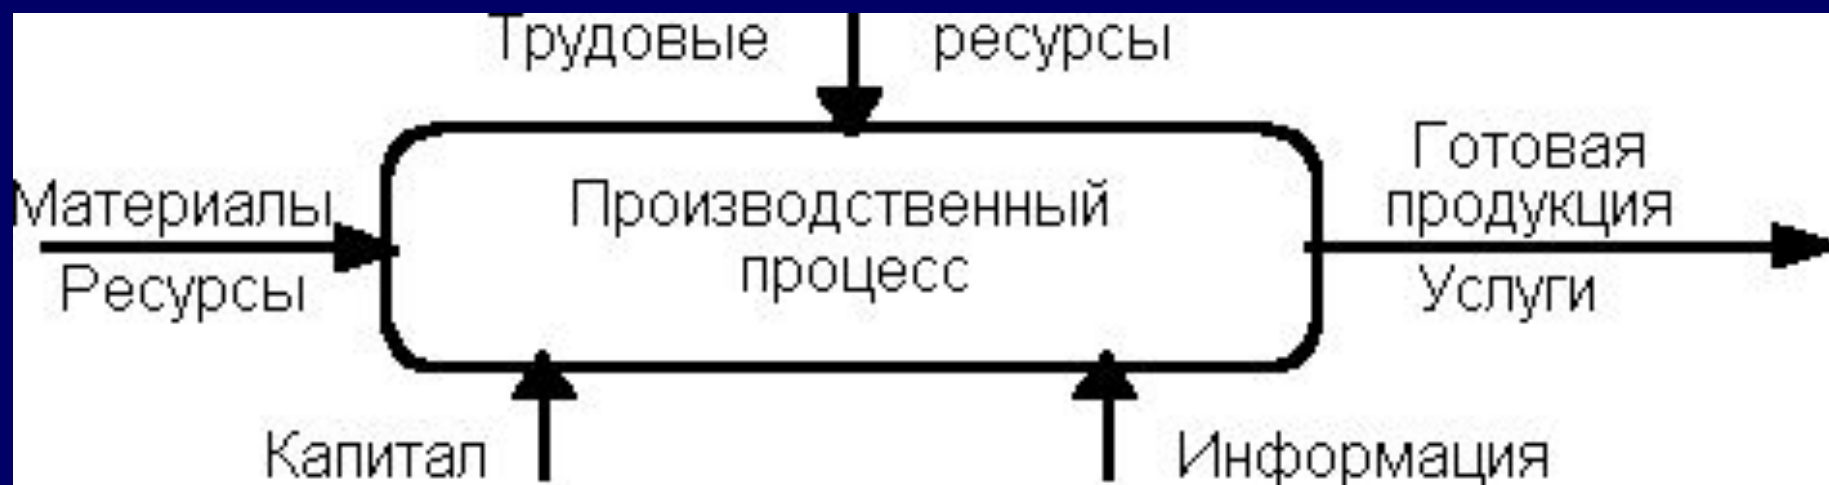 Трудовые ресурсы
Готовая
продукция
Материалы
Производственный
процесс
Ресурсы
Услуги
Капитал
Информация